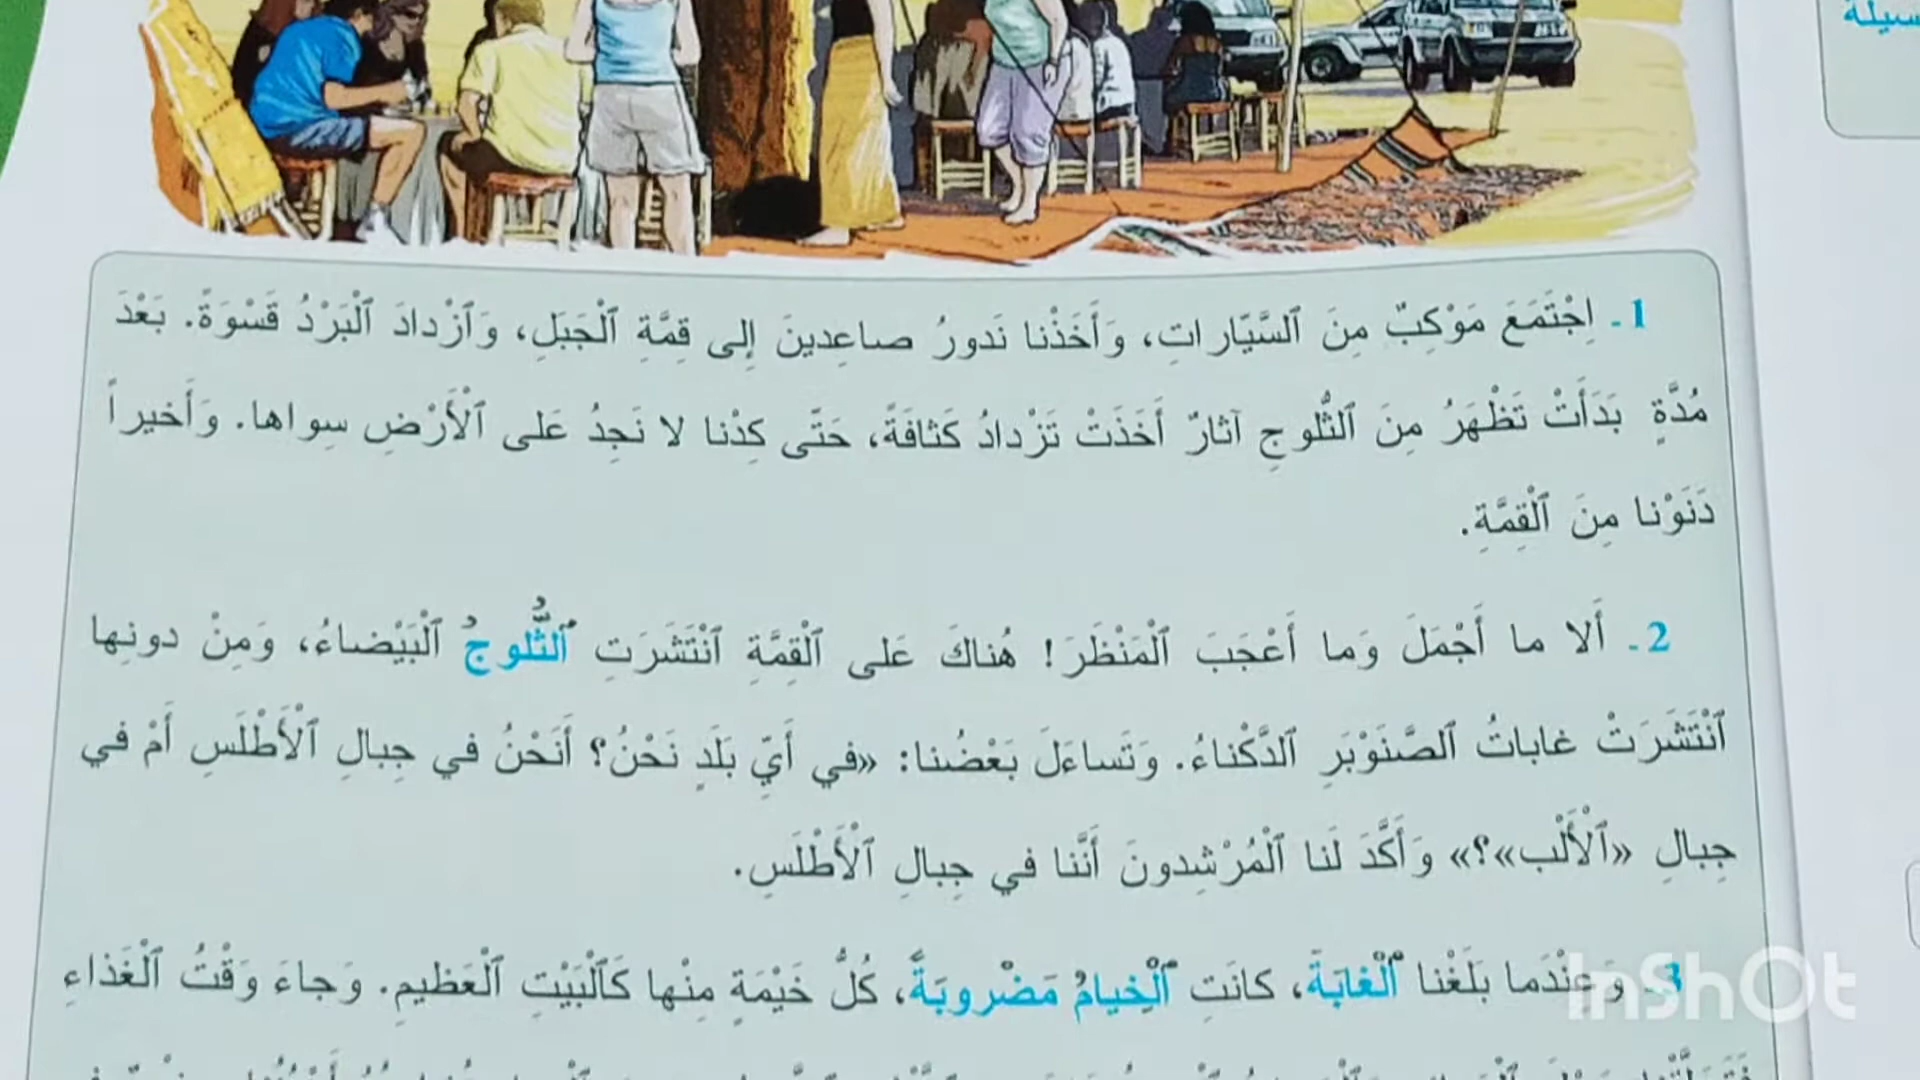 سيلة
1 - اِجْتَمَعَ مَوْكِبٌ مِنَ ٱلسَّيّاراتِ، وَأَخَذْنا نَدورُ صاعِدينَ إِلى قِمَّةِ ٱلْجَبَلِ، وَٱزْدادَ ٱلْبَرْدُ قَسْوَةً. بَعْدَ
مُدَّةٍ بَدَأَتْ تَظْهَرُ مِنَ ٱلثُّلوجِ آثارٌ أَخَذَتْ تَزْدادُ كَثافَةً، حَتّى كِدْنا لا نَجِدُ عَلى ٱلْأَرْضِ سِواها. وَأَخيراً
دَنَوْنا مِنَ ٱلْقِمَّةِ.
2 - أَلا ما أَجْمَلَ وَما أَعْجَبَ ٱلْمَنْظَرَ! هُناكَ عَلى ٱلْقِمَّةِ ٱنْتَشَرَتِ ٱلثُّلوجُ ٱلْبَيْضاءُ، وَمِنْ دونِها
ٱنْتَشَرَتْ غاباتُ ٱلصَّنَوْبَرِ ٱلدَّكْناءُ. وَتَساءَلَ بَعْضُنا: «في أَيِّ بَلَدٍ نَحْنُ؟ أَنَحْنُ في جِبالِ ٱلْأَطْلَسِ أَمْ في
جِبالِ «ٱلْأَلْب»؟» وَأَكَّدَ لَنا ٱلْمُرْشِدونَ أَنَّنا في جِبالِ ٱلْأَطْلَسِ.
3 - وَعِنْدَما بَلَغْنا ٱلْغابَةَ، كانَتِ ٱلْخِيامُ مَضْروبَةً، كُلُّ خَيْمَةٍ مِنْها كَٱلْبَيْتِ ٱلْعَظيمِ. وَجاءَ وَقْتُ ٱلْغَذاءِ
InShOt